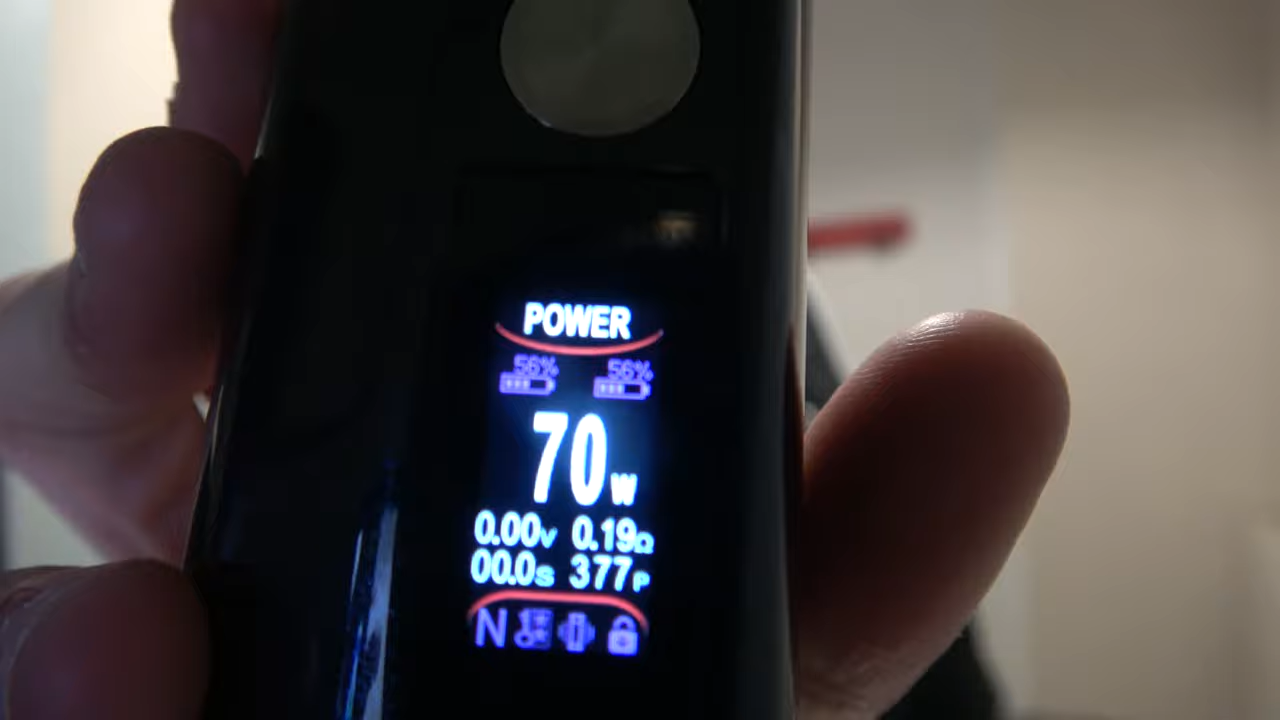 POWER
56% 56%
70W
0.00V 0.19Ω
00.0s 377P
N